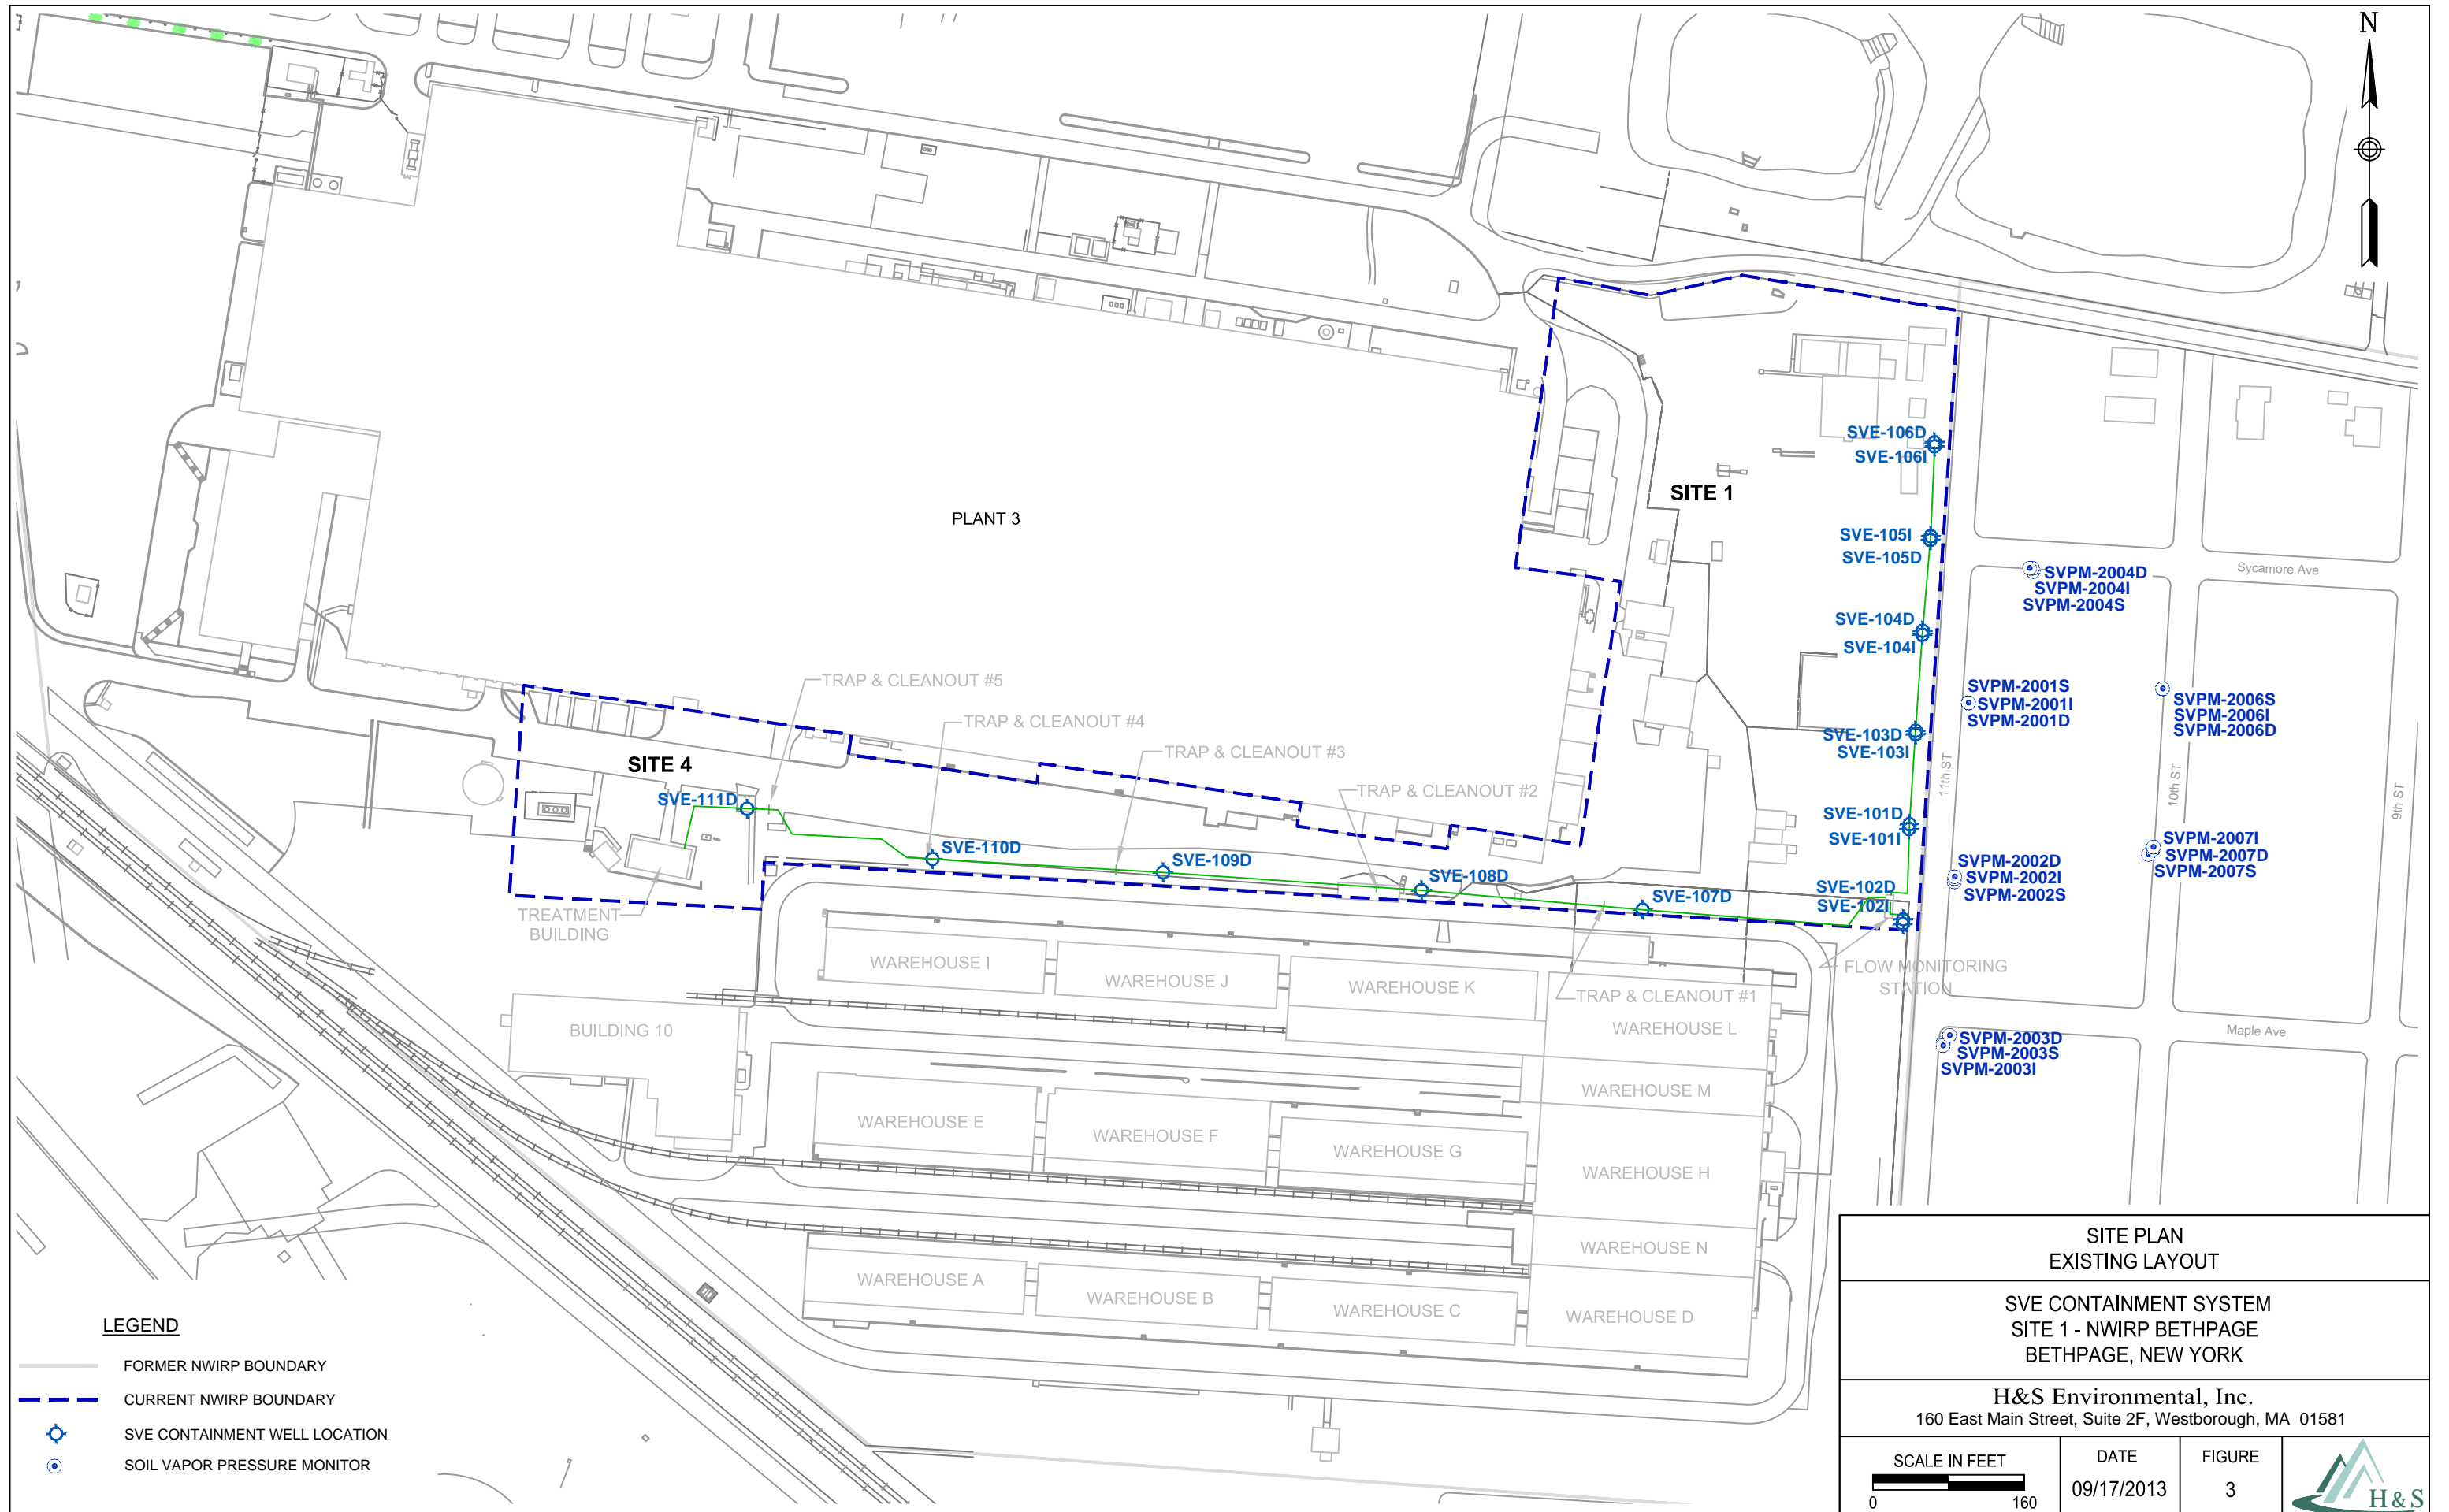 N
SVE-106D
SVE-106I
SITE 1
PLANT 3
SVE-105I
SVE-105D
Sycamore Ave
SVPM-2004D
SVPM-2004I
SVPM-2004S
SVE-104D
SVE-104I
TRAP & CLEANOUT #5
SVPM-2001S
SVPM-2001I
SVPM-2001D
SVPM-2006S
SVPM-2006I
SVPM-2006D
TRAP & CLEANOUT #4
SVE-103D
SVE-103I
TRAP & CLEANOUT #3
SITE 4
11th ST
10th ST
9th ST
TRAP & CLEANOUT #2
SVE-111D
SVE-101D
SVE-101I
SVPM-2007I
SVPM-2007D
SVPM-2007S
SVE-110D
SVE-109D
SVPM-2002D
SVPM-2002I
SVPM-2002S
SVE-108D
SVE-102D
SVE-102I
SVE-107D
TREATMENT
BUILDING
WAREHOUSE I
WAREHOUSE J
WAREHOUSE K
FLOW MONITORING
STATION
TRAP & CLEANOUT #1
BUILDING 10
WAREHOUSE L
Maple Ave
SVPM-2003D
SVPM-2003S
SVPM-2003I
WAREHOUSE M
WAREHOUSE E
WAREHOUSE F
WAREHOUSE G
WAREHOUSE H
WAREHOUSE N
WAREHOUSE A
WAREHOUSE B
WAREHOUSE C
WAREHOUSE D
LEGEND
FORMER NWIRP BOUNDARY
CURRENT NWIRP BOUNDARY
SVE CONTAINMENT WELL LOCATION
SOIL VAPOR PRESSURE MONITOR
SITE PLAN
EXISTING LAYOUT
SVE CONTAINMENT SYSTEM
SITE 1 - NWIRP BETHPAGE
BETHPAGE, NEW YORK
H&S Environmental, Inc.
160 East Main Street, Suite 2F, Westborough, MA 01581
SCALE IN FEET
0 160
DATE
09/17/2013
FIGURE
3
H&S